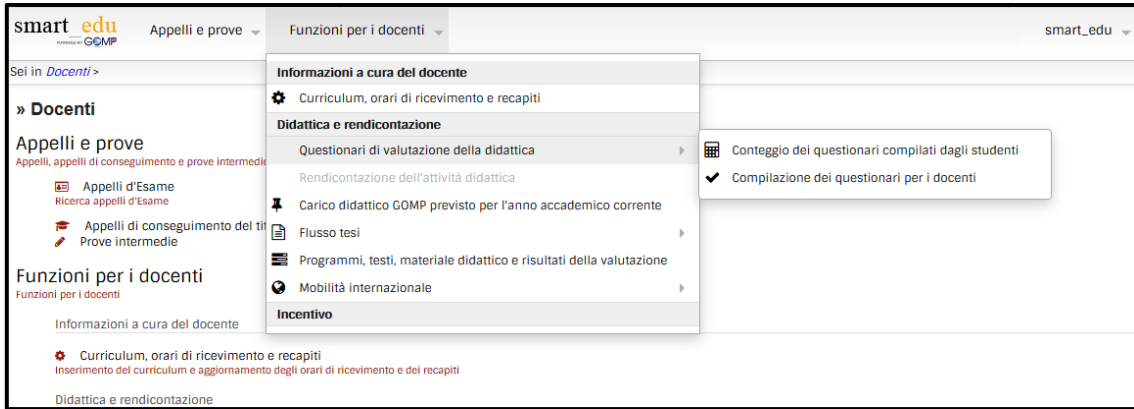 smart_edu
POWERED BY GOMP
Appelli e prove
Funzioni per i docenti
smart_edu
Sei in Docenti >
» Docenti
Appelli e prove
Appelli, appelli di conseguimento e prove intermedie
Appelli d'Esame
Ricerca appelli d'Esame
Appelli di conseguimento del tit
Prove intermedie
Funzioni per i docenti
Funzioni per i docenti
Informazioni a cura del docente
Curriculum, orari di ricevimento e recapiti
Inserimento del curriculum e aggiornamento degli orari di ricevimento e dei recapiti
Didattica e rendicontazione
Informazioni a cura del docente
Curriculum, orari di ricevimento e recapiti
Didattica e rendicontazione
Questionari di valutazione della didattica
Rendicontazione dell'attività didattica
Carico didattico GOMP previsto per l'anno accademico corrente
Flusso tesi
Programmi, testi, materiale didattico e risultati della valutazione
Mobilità internazionale
Incentivo
Conteggio dei questionari compilati dagli studenti
Compilazione dei questionari per i docenti